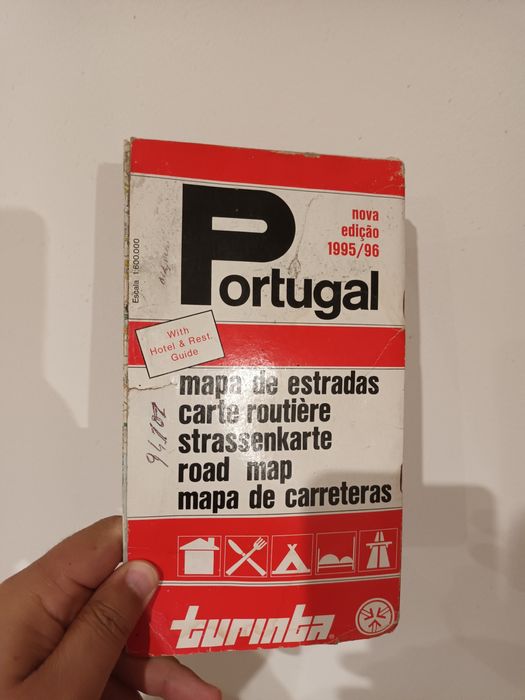 Portugal
nova
edição
1995/96
Escala 1:600.000
With
Hotel & Rest.
Guide
mapa de estradas
carte routière
strassenkarte
road map
mapa de carreteras
turinta